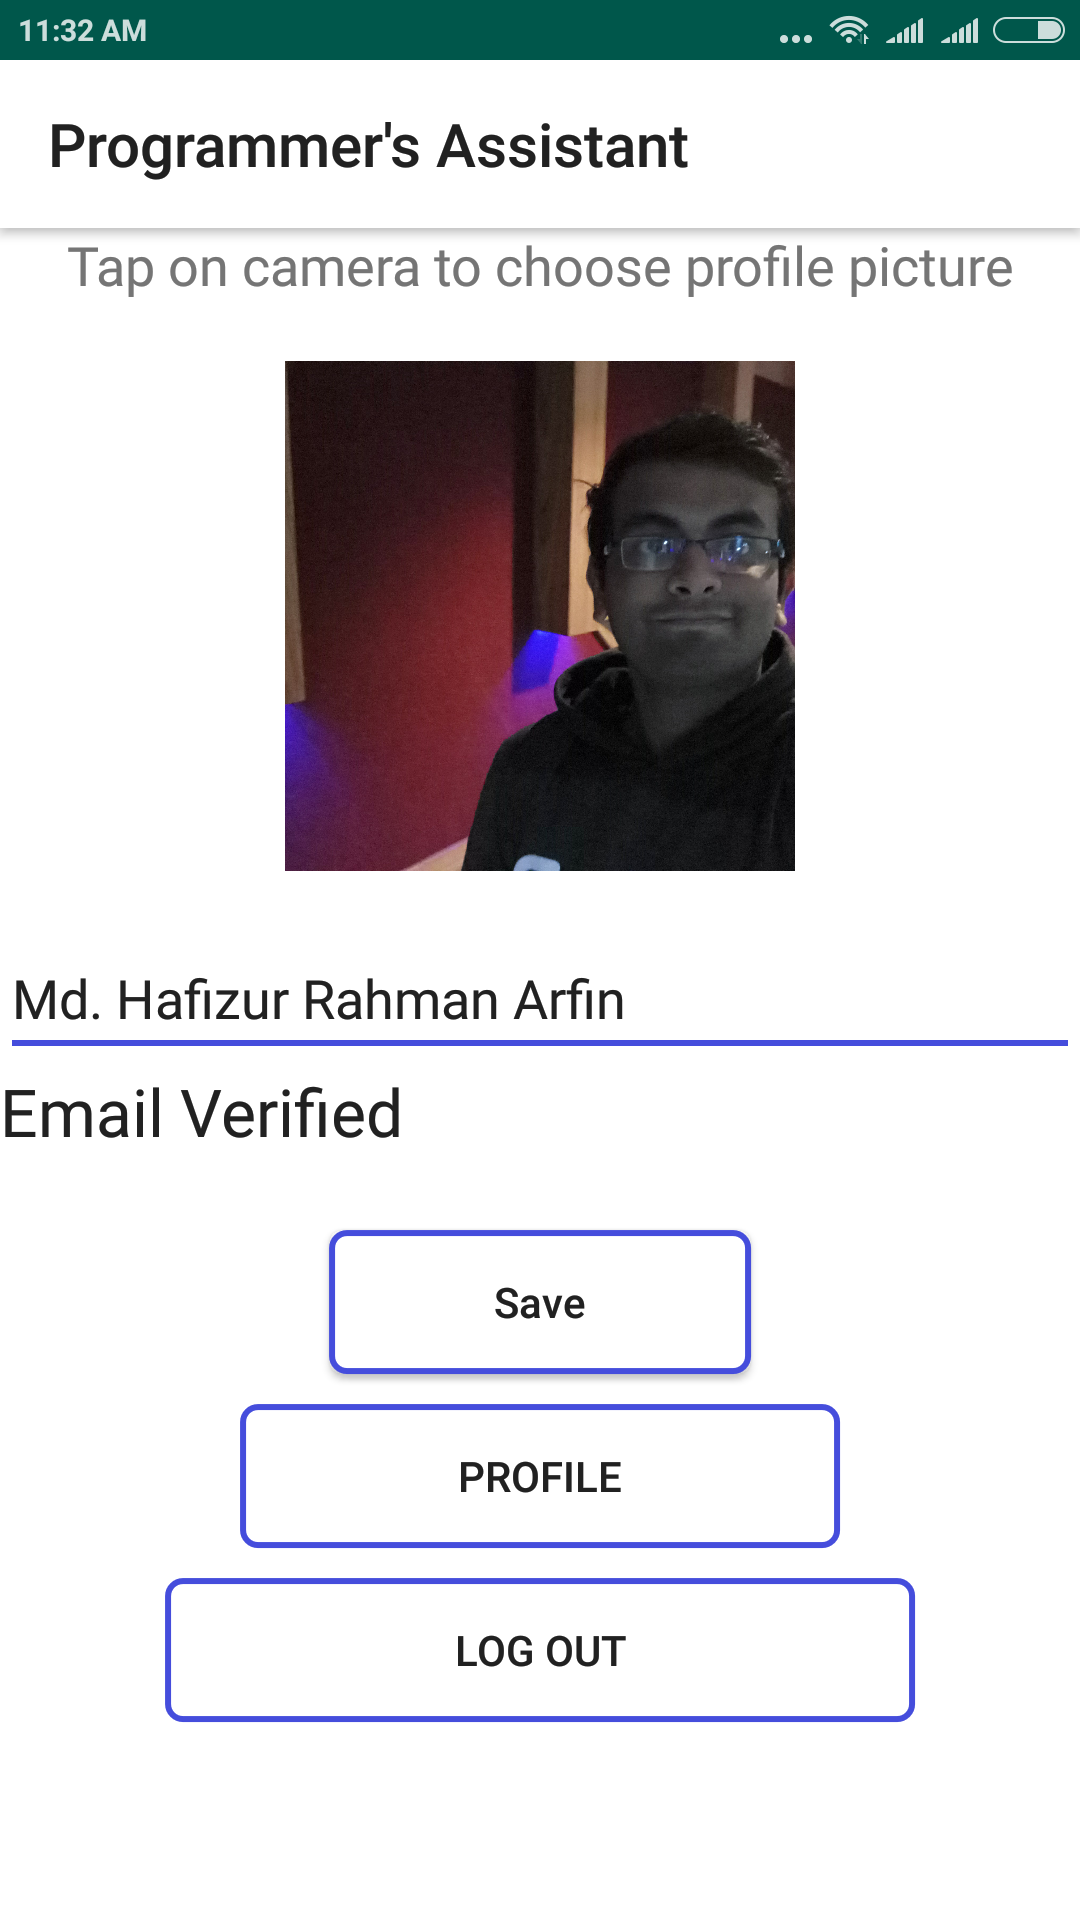 11:32 AM
Programmer's Assistant
Tap on camera to choose profile picture
Md. Hafizur Rahman Arfin
Email Verified
Save
PROFILE
LOG OUT